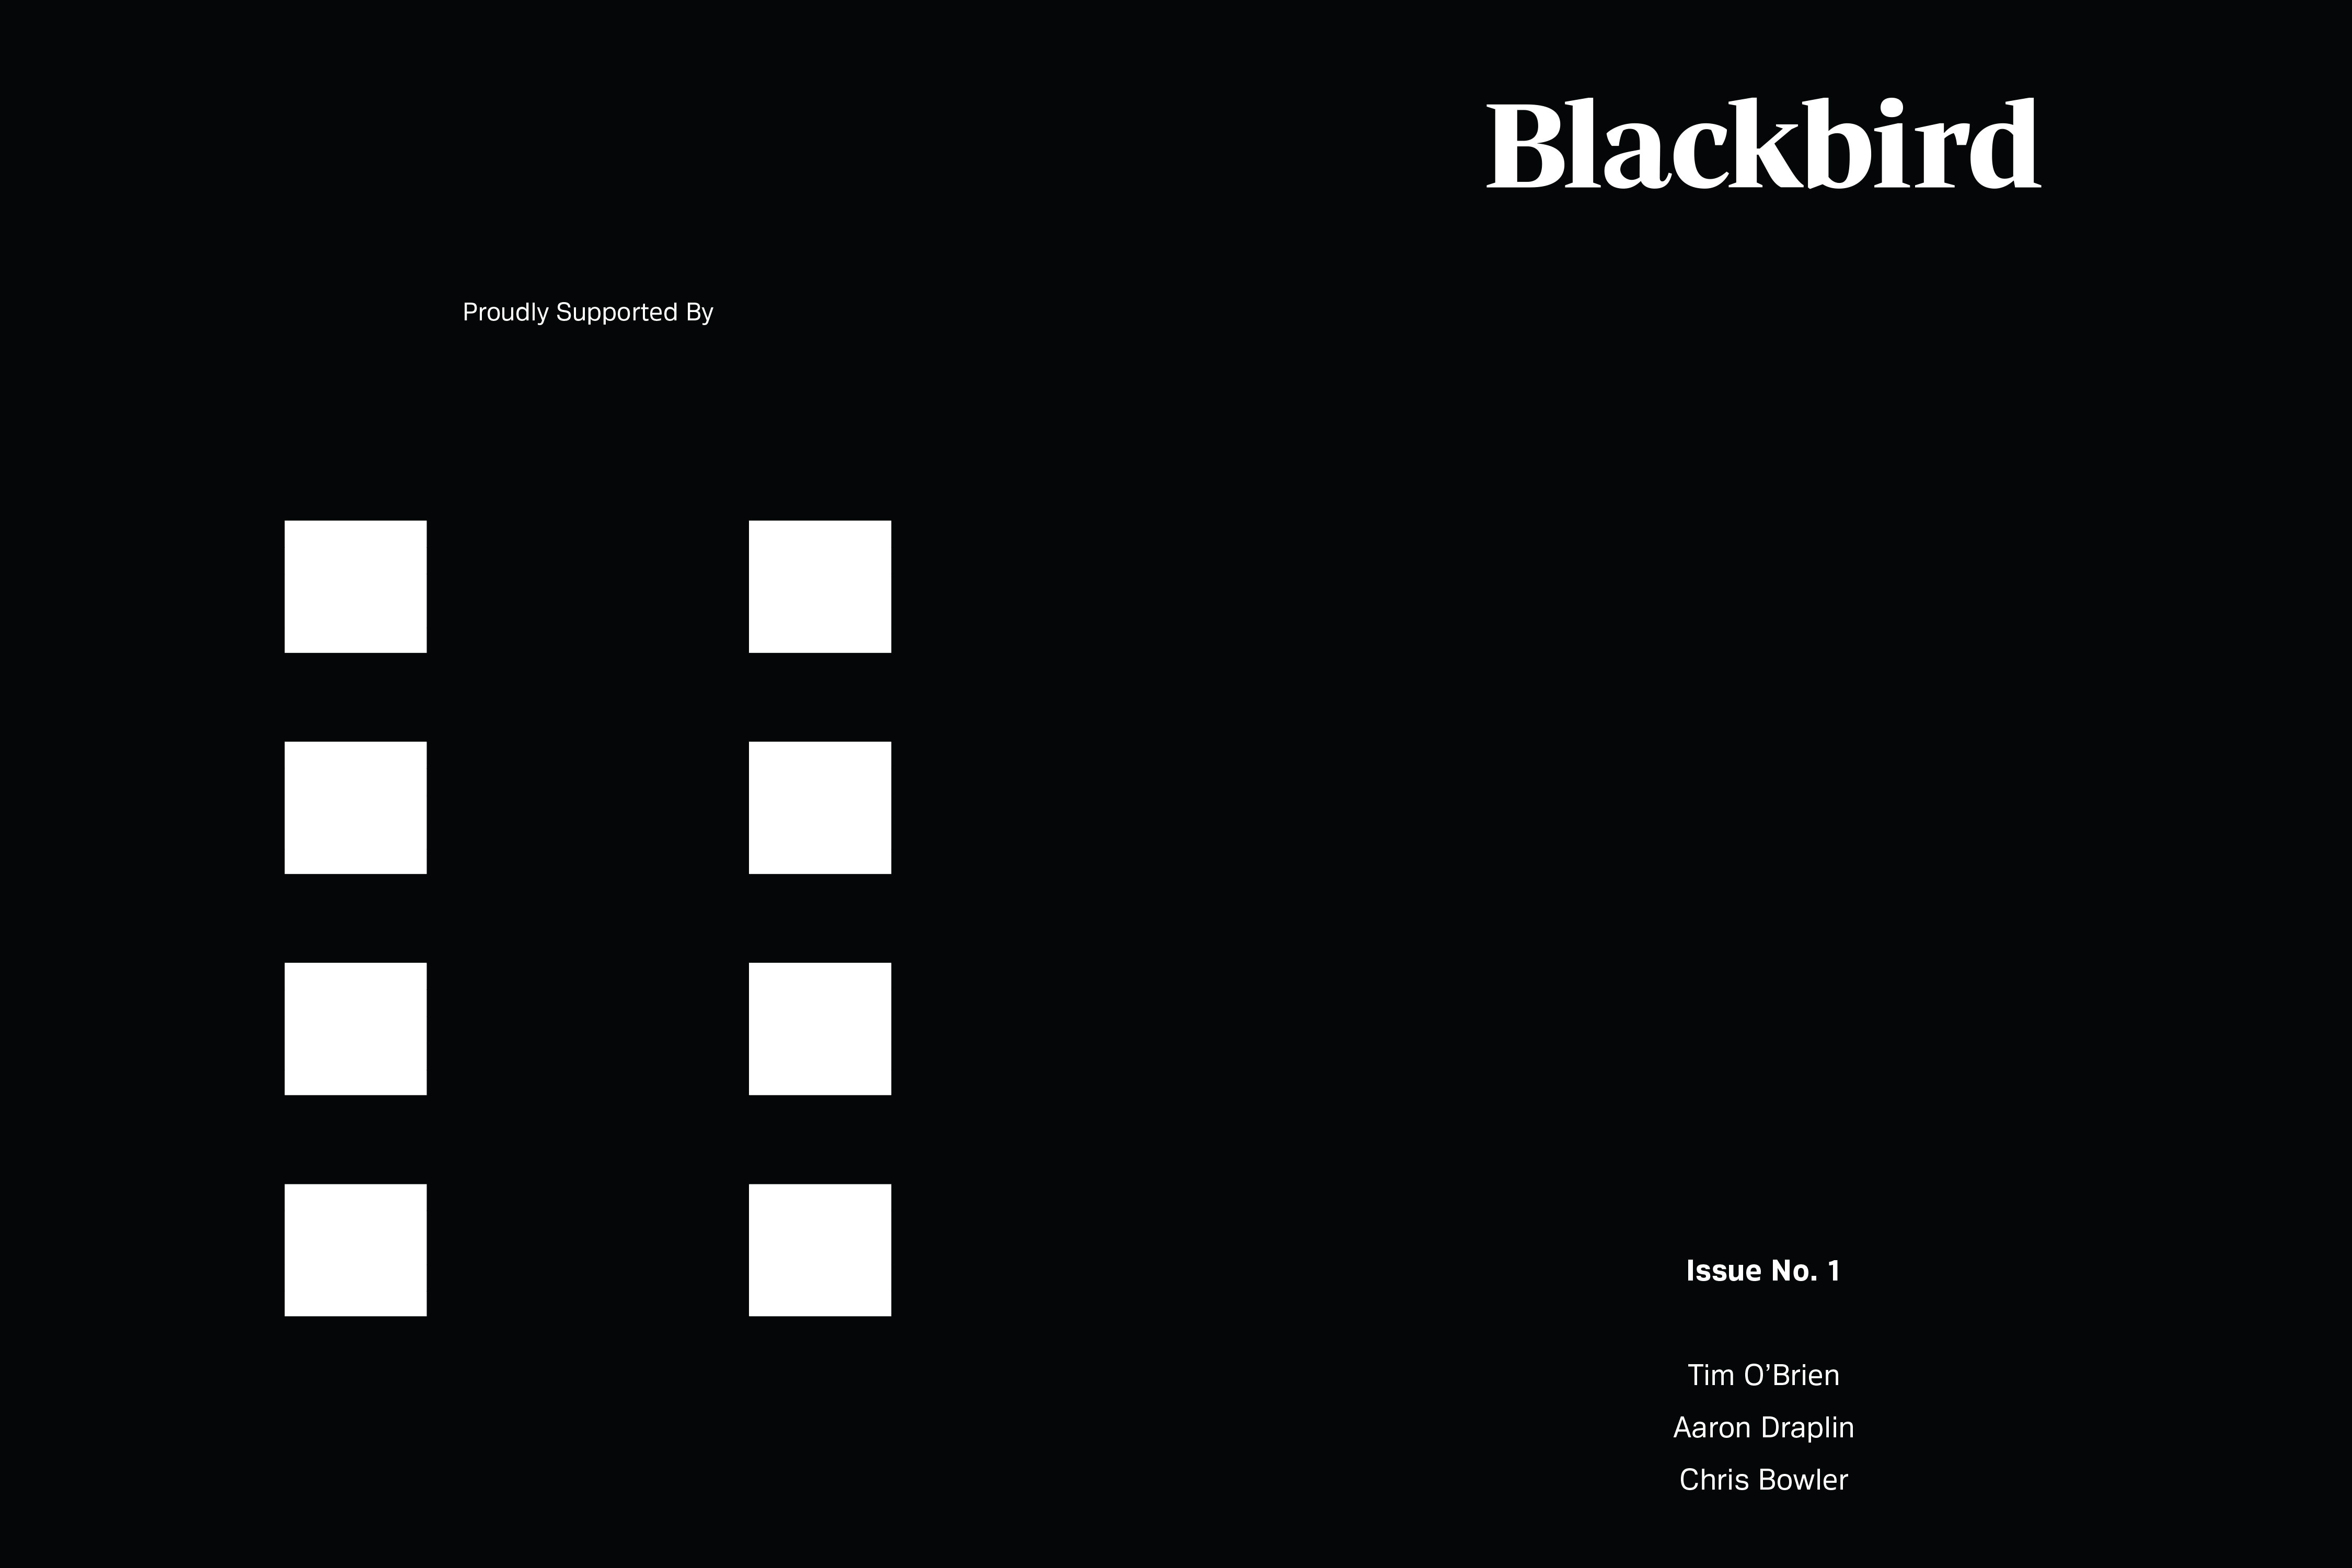 Proudly Supported By
Blackbird
Issue No. 1
Tim O’Brien
Aaron Draplin
Chris Bowler